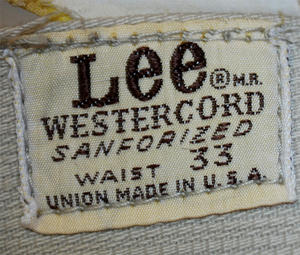 Lee ® M.R.
WESTERCORD
SANFORIZED
WAIST 33
UNION MADE IN U.S.A.